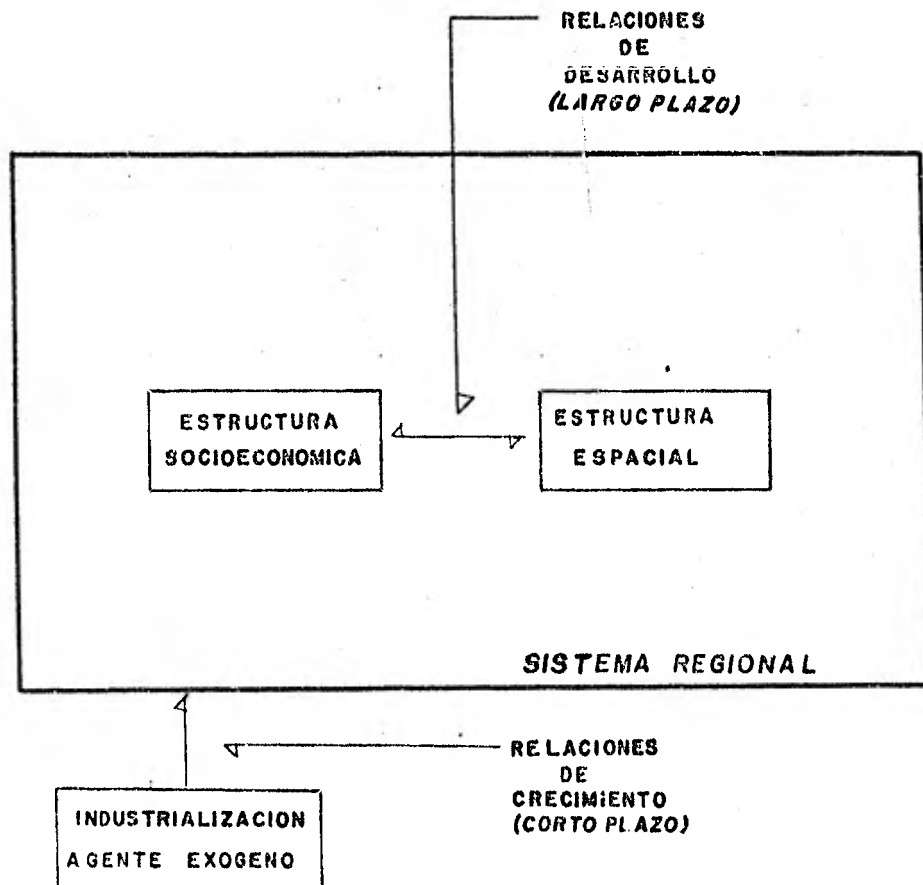 RELACIONES
DE
DESARROLLO
(LARGO PLAZO)
ESTRUCTURA
SOCIOECONOMICA
ESTRUCTURA
ESPACIAL
SISTEMA REGIONAL
RELACIONES
DE
CRECIMIENTO
(CORTO PLAZO)
INDUSTRIALIZACION
AGENTE EXOGENO